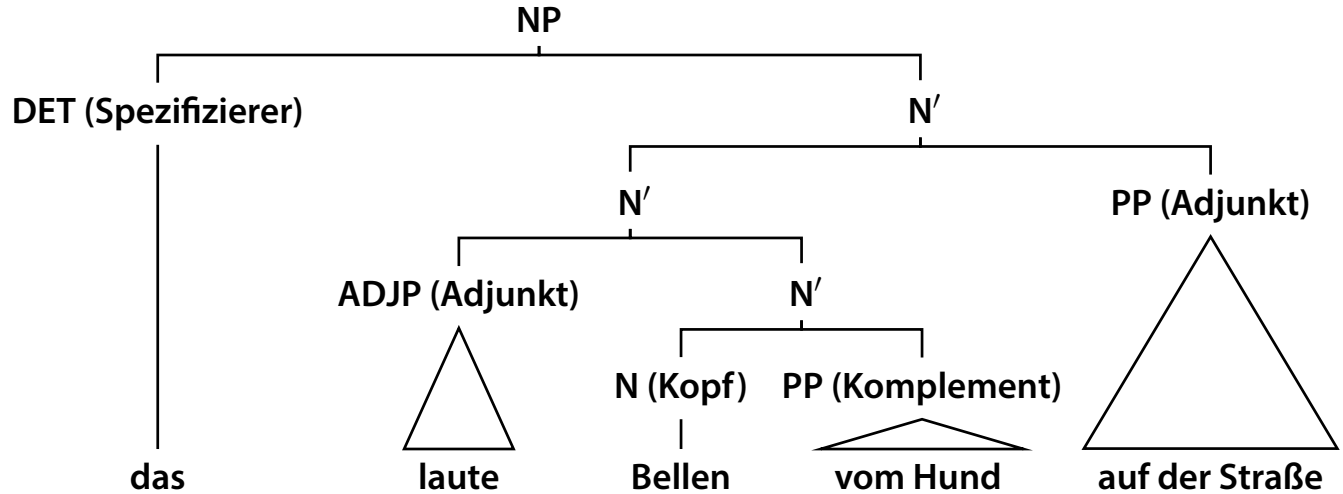 NP
DET (Spezifizierer) N′
N′ PP (Adjunkt)
ADJP (Adjunkt) N′
N (Kopf) PP (Komplement)
das laute Bellen vom Hund auf der Straße